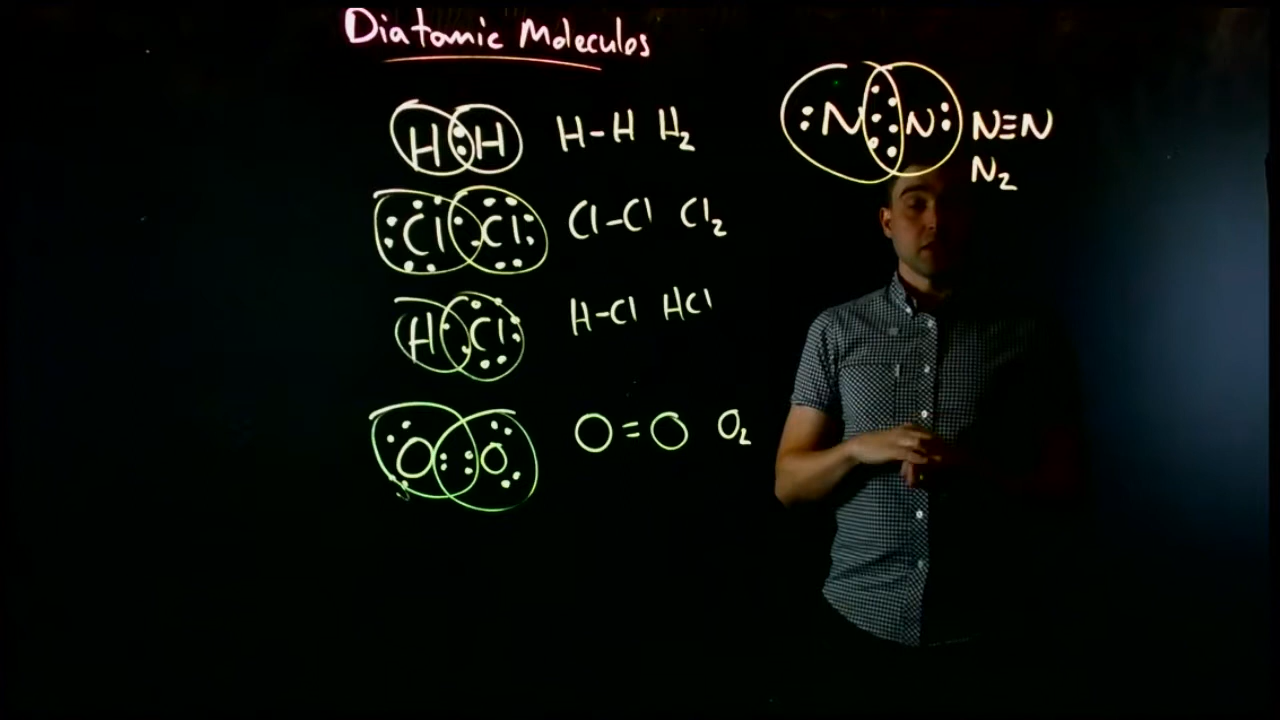 Diatomic Moleculos
H H H-H H₂
:Cl Cl: Cl-Cl Cl₂
H Cl H-Cl HCl
O O O=O O₂
:N N: N≡N
N₂